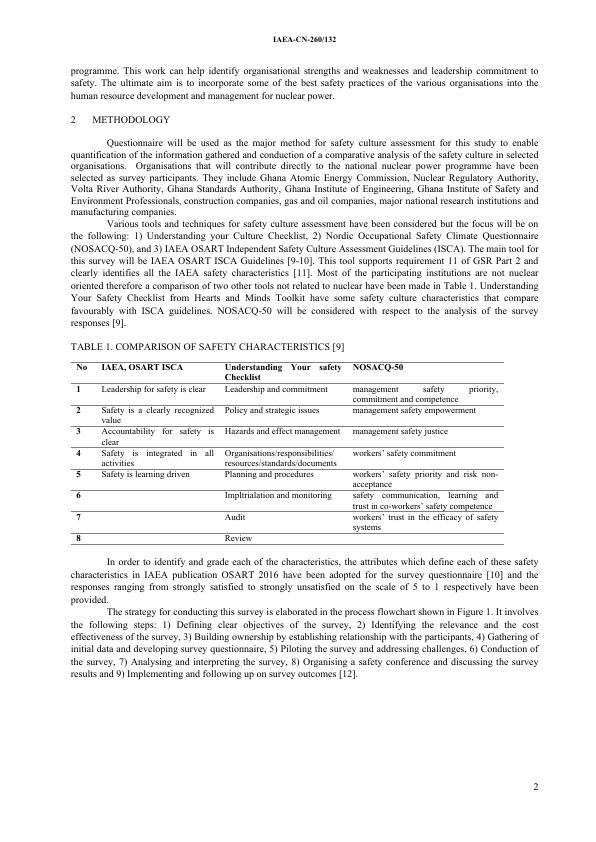 IAEA-CN-260/132
programme. This work can help identify organisational strengths and weaknesses and leadership commitment to
safety. The ultimate aim is to incorporate some of the best safety practices of the various organisations into the
human resource development and management for nuclear power.
2 METHODOLOGY
Questionnaire will be used as the major method for safety culture assessment for this study to enable
quantification of the information gathered and conduction of a comparative analysis of the safety culture in selected
organisations. Organisations that will contribute directly to the national nuclear power programme have been
selected as survey participants. They include Ghana Atomic Energy Commission, Nuclear Regulatory Authority,
Volta River Authority, Ghana Standards Authority, Ghana Institute of Engineering, Ghana Institute of Safety and
Environment Professionals, construction companies, gas and oil companies, major national research institutions and
manufacturing companies.
Various tools and techniques for safety culture assessment have been considered but the focus will be on
the following: 1) Understanding your Culture Checklist, 2) Nordic Occupational Safety Climate Questionnaire
(NOSACQ-50), and 3) IAEA OSART Independent Safety Culture Assessment Guidelines (ISCA). The main tool for
this survey will be IAEA OSART ISCA Guidelines [9-10]. This tool supports requirement 11 of GSR Part 2 and
clearly identifies all the IAEA safety characteristics [11]. Most of the participating institutions are not nuclear
oriented therefore a comparison of two other tools not related to nuclear have been made in Table 1. Understanding
Your Safety Checklist from Hearts and Minds Toolkit have some safety culture characteristics that compare
favourably with ISCA guidelines. NOSACQ-50 will be considered with respect to the analysis of the survey
responses [9].
TABLE 1. COMPARISON OF SAFETY CHARACTERISTICS [9]
No IAEA, OSART ISCA Understanding Your safety NOSACQ-50
Checklist
1 Leadership for safety is clear Leadership and commitment management safety priority,
commitment and competence
2 Safety is a clearly recognized Policy and strategic issues management safety empowerment
value
3 Accountability for safety is Hazards and effect management management safety justice
clear
4 Safety is integrated in all Organisations/responsibilities/ workers' safety commitment
activities resources/standards/documents
5 Safety is learning driven Planning and procedures workers' safety priority and risk non-
acceptance
6 Impltrialation and monitoring safety communication, learning and
trust in co-workers' safety competence
7 Audit workers' trust in the efficacy of safety
systems
8 Review
In order to identify and grade each of the characteristics, the attributes which define each of these safety
characteristics in IAEA publication OSART 2016 have been adopted for the survey questionnaire [10] and the
responses ranging from strongly satisfied to strongly unsatisfied on the scale of 5 to 1 respectively have been
provided.
The strategy for conducting this survey is elaborated in the process flowchart shown in Figure 1. It involves
the following steps: 1) Defining clear objectives of the survey, 2) Identifying the relevance and the cost
effectiveness of the survey, 3) Building ownership by establishing relationship with the participants, 4) Gathering of
initial data and developing survey questionnaire, 5) Piloting the survey and addressing challenges, 6) Conduction of
the survey, 7) Analysing and interpreting the survey, 8) Organising a safety conference and discussing the survey
results and 9) Implementing and following up on survey outcomes [12].
2